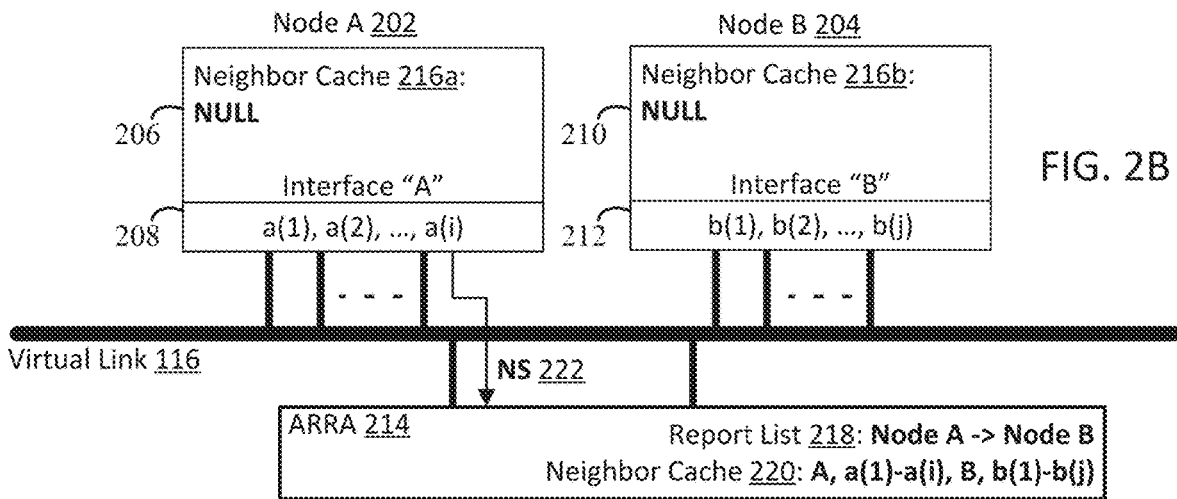 Node A 202
Node B 204
Neighbor Cache 216a:
NULL
206
Interface "A"
208
a(1), a(2), ..., a(i)
Neighbor Cache 216b:
NULL
210
Interface "B"
212
b(1), b(2), ..., b(j)
FIG. 2B
- - -
- - -
Virtual Link 116
NS 222
ARRA 214
Report List 218: Node A -> Node B
Neighbor Cache 220: A, a(1)-a(i), B, b(1)-b(j)